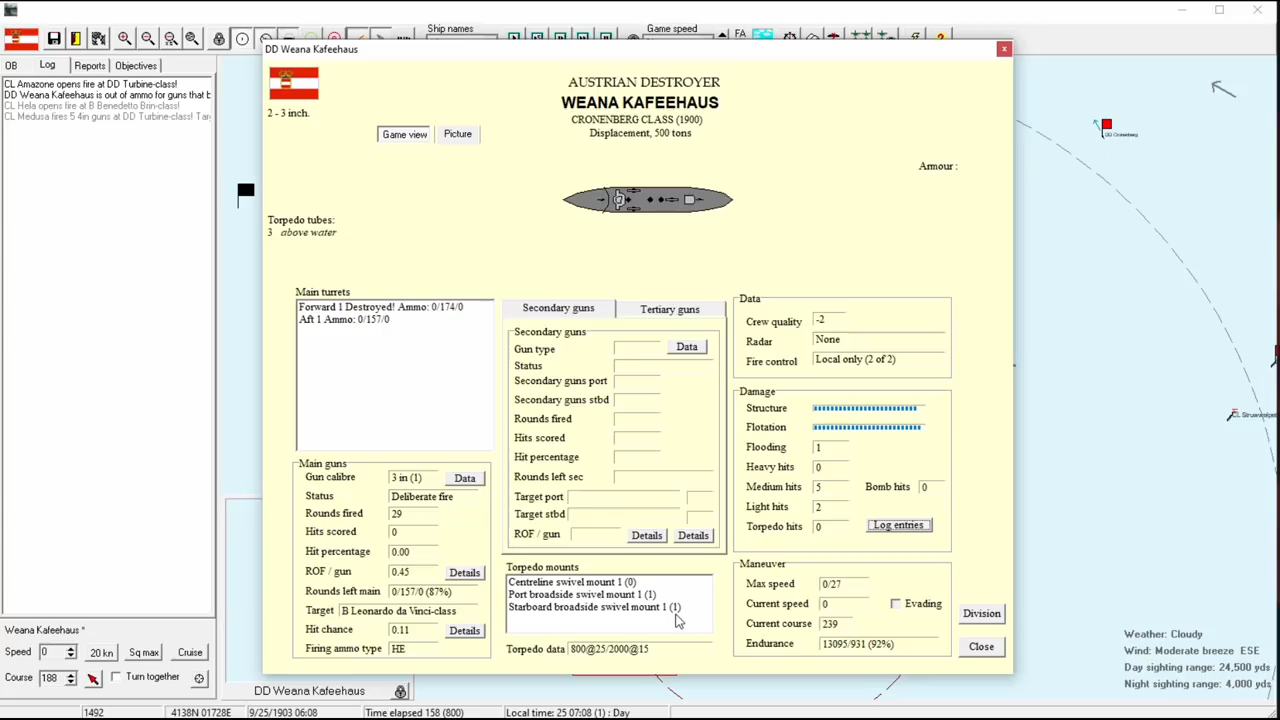 Ship names
Game speed
FA
OB Log Reports Objectives
CL Amazone opens fire at DD Turbine-class!
DD Weana Kafeehaus is out of ammo for guns that b
CL Hela opens fire at B Benedetto Brin-class!
CL Medusa fires 5 4in guns at DD Turbine-class! Targ
DD Weana Kafeehaus
x
AUSTRIAN DESTROYER
WEANA KAFEEHAUS
CRONENBERG CLASS (1900)
Displacement, 500 tons
2 - 3 inch.
Game view
Picture
Armour :
Torpedo tubes:
3 above water
Main turrets
Forward 1 Destroyed! Ammo: 0/174/0
Aft 1 Ammo: 0/157/0
Main guns
Gun calibre 3 in (1) Data
Status Deliberate fire
Rounds fired 29
Hits scored 0
Hit percentage 0.00
ROF / gun 0.45 Details
Rounds left main 0/157/0 (87%)
Target B Leonardo da Vinci-class
Hit chance 0.11 Details
Firing ammo type HE
Secondary guns
Tertiary guns
Secondary guns
Gun type Data
Status
Secondary guns port
Secondary guns stbd
Rounds fired
Hits scored
Hit percentage
Rounds left sec
Target port
Target stbd
ROF / gun Details Details
Torpedo mounts
Centreline swivel mount 1 (0)
Port broadside swivel mount 1 (1)
Starboard broadside swivel mount 1 (1)
Torpedo data 800@25/2000@15
Data
Crew quality -2
Radar None
Fire control Local only (2 of 2)
Damage
Structure
Flotation
Flooding 1
Heavy hits 0
Medium hits 5 Bomb hits 0
Light hits 2
Torpedo hits 0 Log entries
Maneuver
Max speed 0/27
Current speed 0 Evading
Current course 239
Endurance 13095/931 (92%)
Division
Close
DD Cronenberg
Weather: Cloudy
Wind: Moderate breeze ESE
Day sighting range: 24,500 yds
Night sighting range: 4,000 yds
Weana Kafeehaus *
Speed 0 20 kn Sq max Cruise
Course 188 Turn together
DD Weana Kafeehaus
1492 4138N 01728E 9/25/1903 06:08 Time elapsed 158 (800) Local time: 25 07:08 (1) : Day